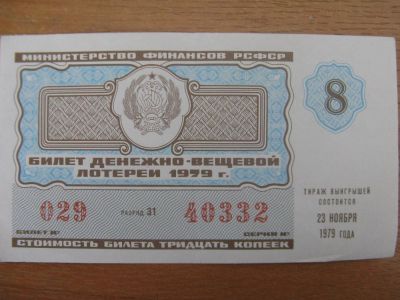 МИНИСТЕРСТВО ФИНАНСОВ РСФСР
8
БИЛЕТ ДЕНЕЖНО-ВЕЩЕВОЙ
ЛОТЕРЕИ 1979 г.
029 РАЗРЯД 31 40332
БИЛЕТ № СЕРИЯ №
СТОИМОСТЬ БИЛЕТА ТРИДЦАТЬ КОПЕЕК
ТИРАЖ ВЫИГРЫШЕЙ
СОСТОИТСЯ
23 НОЯБРЯ
1979 ГОДА